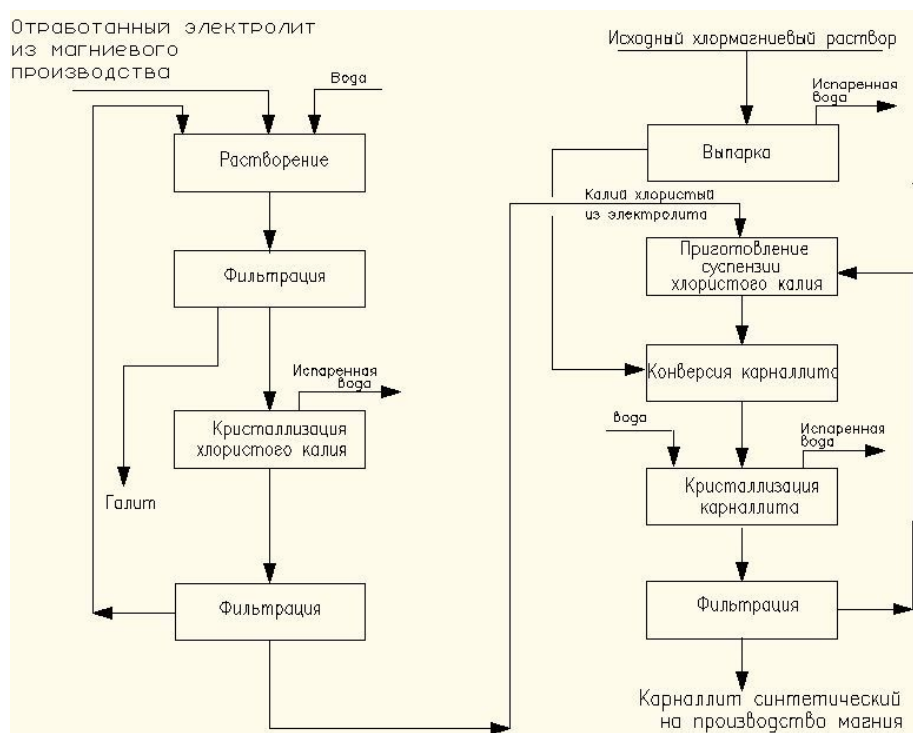 Отработанный электролит
из магниевого
производства
Вода
Растворение
Фильтрация
Испаренная
вода
Кристаллизация
хлористого калия
Галит
Фильтрация
Исходный хлормагниевый раствор
Испаренная
вода
Выпарка
Калий хлористый
из электролита
Приготовление
суспензии
хлористого калия
Конверсия карналлита
вода
Испаренная
вода
Кристаллизация
карналлита
Фильтрация
Карналлит синтетический
на производство магния